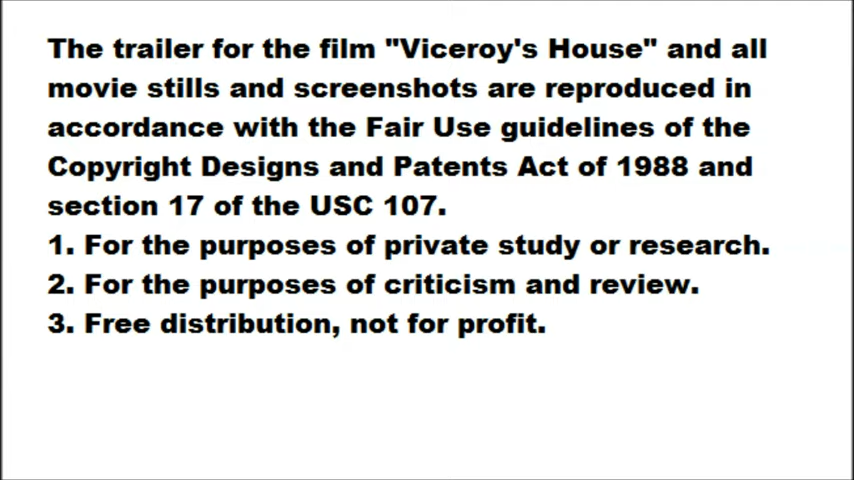 The trailer for the film "Viceroy's House" and all
movie stills and screenshots are reproduced in
accordance with the Fair Use guidelines of the
Copyright Designs and Patents Act of 1988 and
section 17 of the USC 107.
1. For the purposes of private study or research.
2. For the purposes of criticism and review.
3. Free distribution, not for profit.